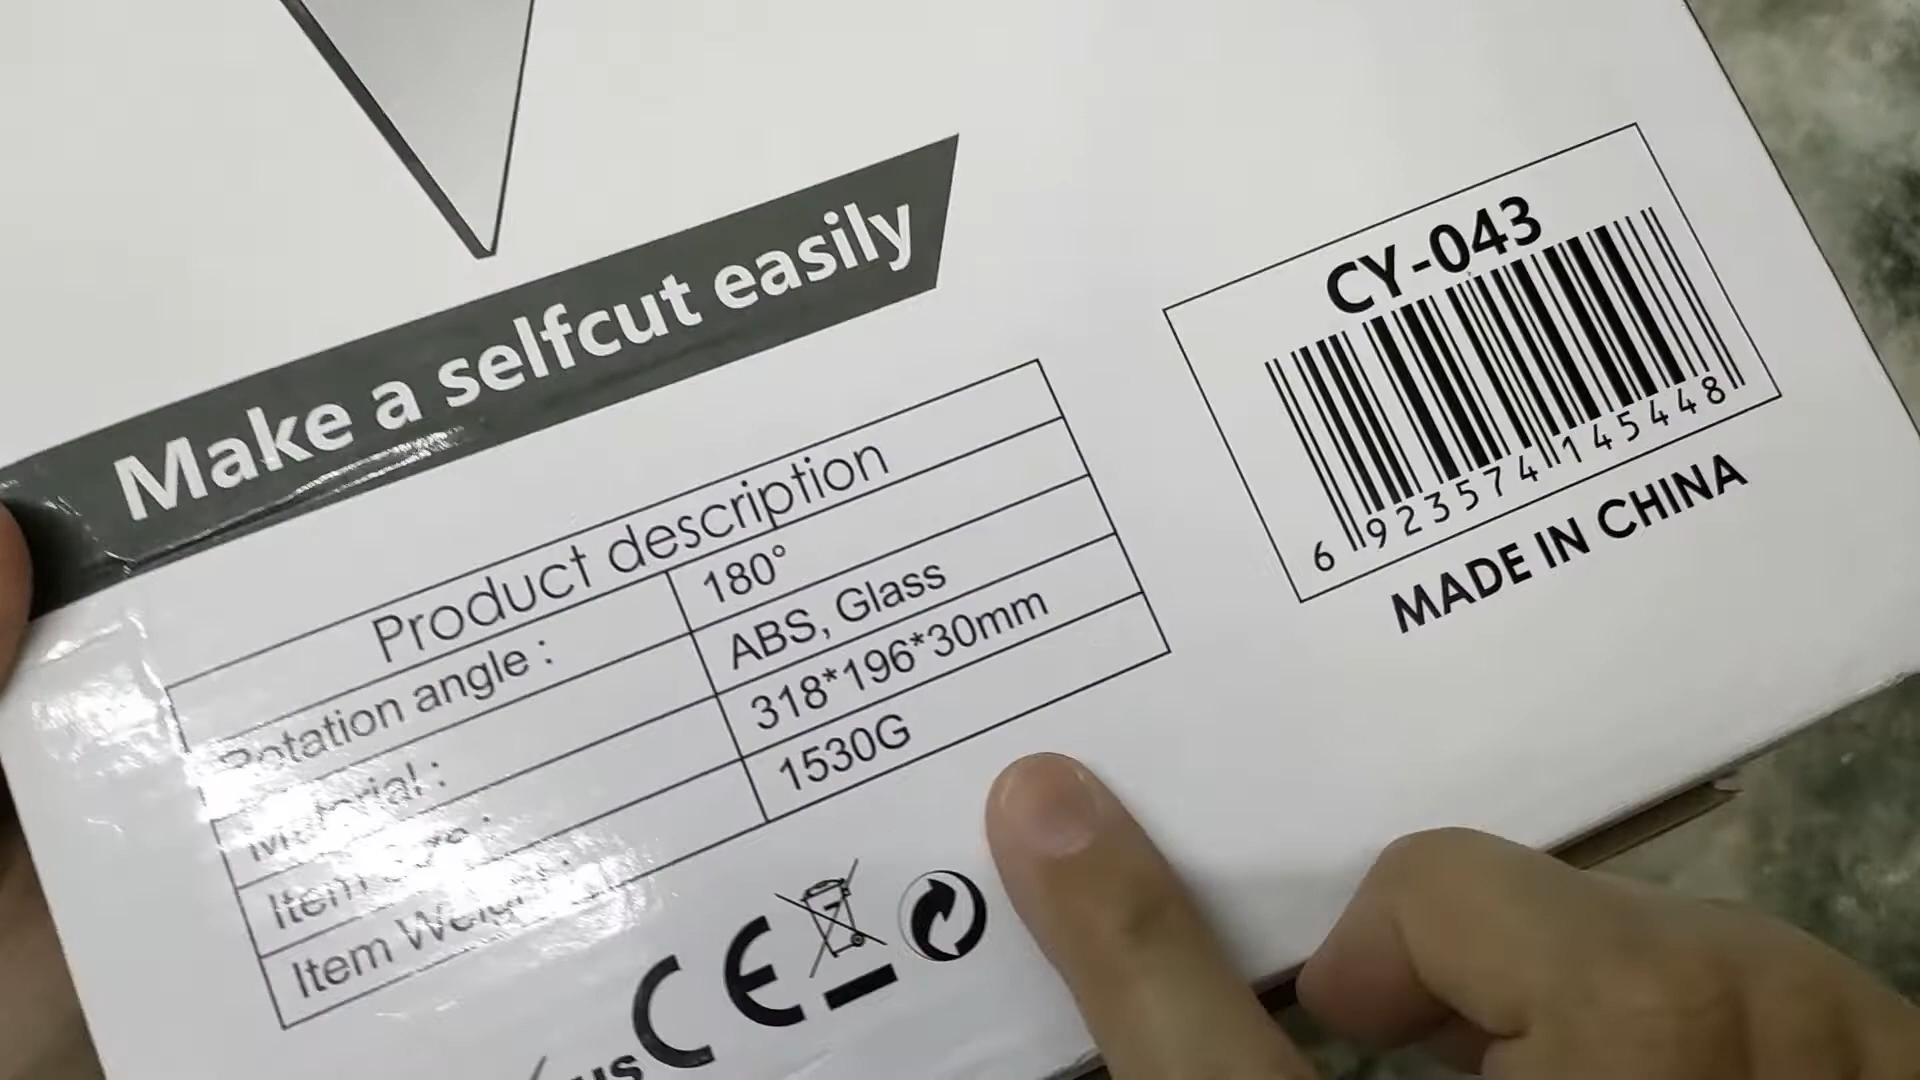 Make a selfcut easily
Product description
Rotation angle : 180°
Material : ABS, Glass
Item Size : 318*196*30mm
Item Weight : 1530G
CY-043
6 923574 145448
MADE IN CHINA
CE